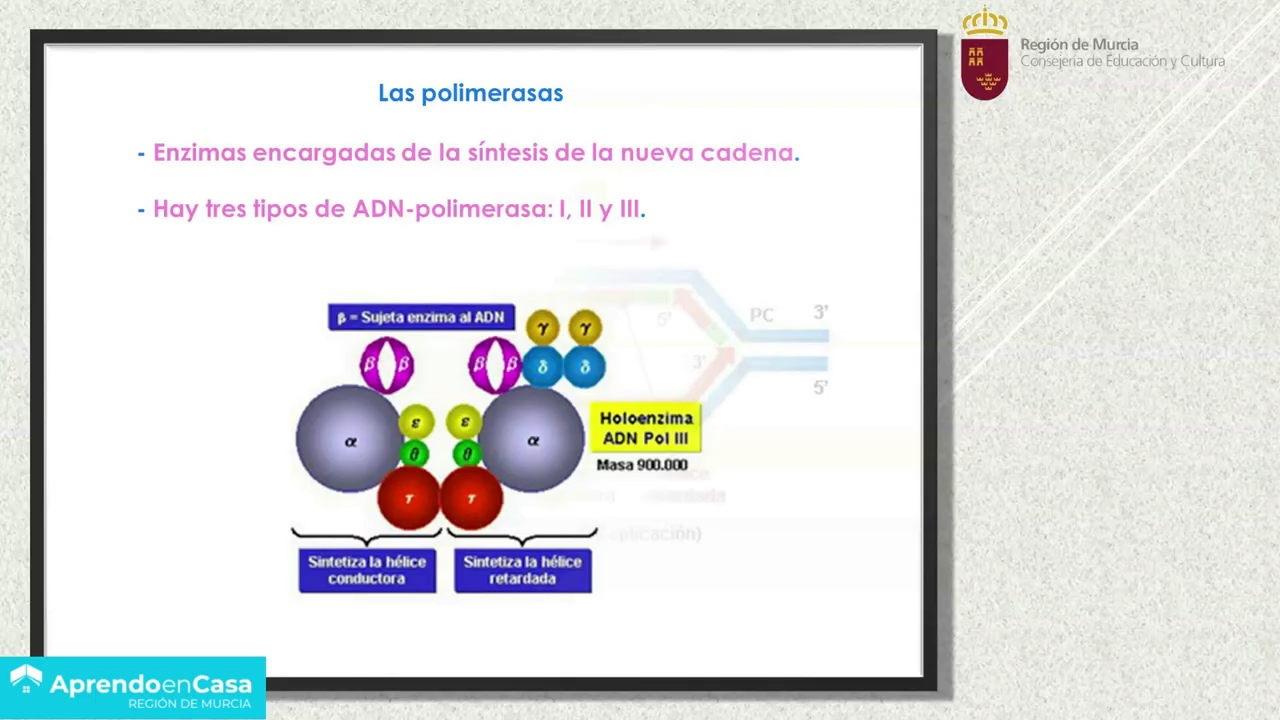 Región de Murcia
Consejería de Educación y Cultura
Las polimerasas
- Enzimas encargadas de la síntesis de la nueva cadena.
- Hay tres tipos de ADN-polimerasa: I, II y III.
β = Sujeta enzima al ADN
γ γ
β β β β δ δ
PC 3'
5' 3' 5'
α ε θ τ
ε θ τ α
Holoenzima
ADN Pol III
Masa 900.000
retardada
Sintetiza la hélice
conductora
Sintetiza la hélice
retardada
AprendoenCasa
REGIÓN DE MURCIA